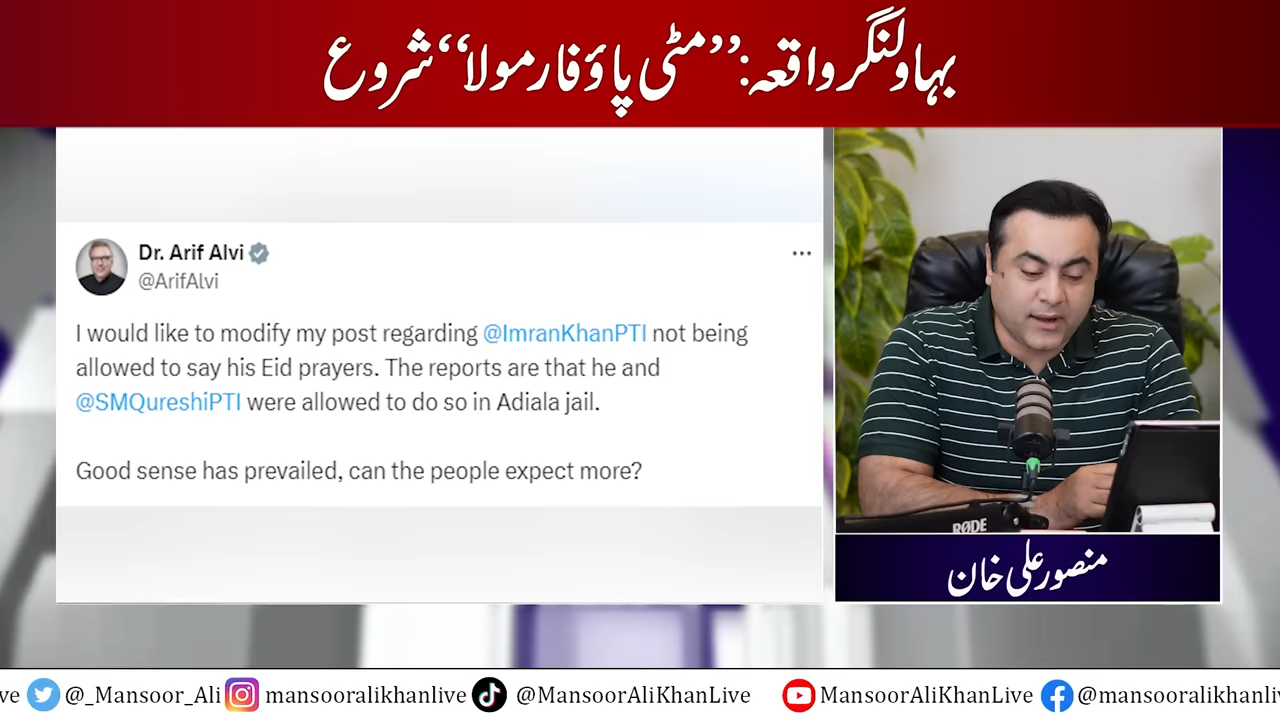 بہاولنگر واقعہ: ”مٹی پاؤ فارمولا“ شروع
Dr. Arif Alvi
@ArifAlvi
I would like to modify my post regarding @ImranKhanPTI not being
allowed to say his Eid prayers. The reports are that he and
@SMQureshiPTI were allowed to do so in Adiala jail.
Good sense has prevailed, can the people expect more?
RØDE
منصور علی خان
ve @_Mansoor_Ali mansooralikhanlive @MansoorAliKhanLive MansoorAliKhanLive @mansooralikhanli